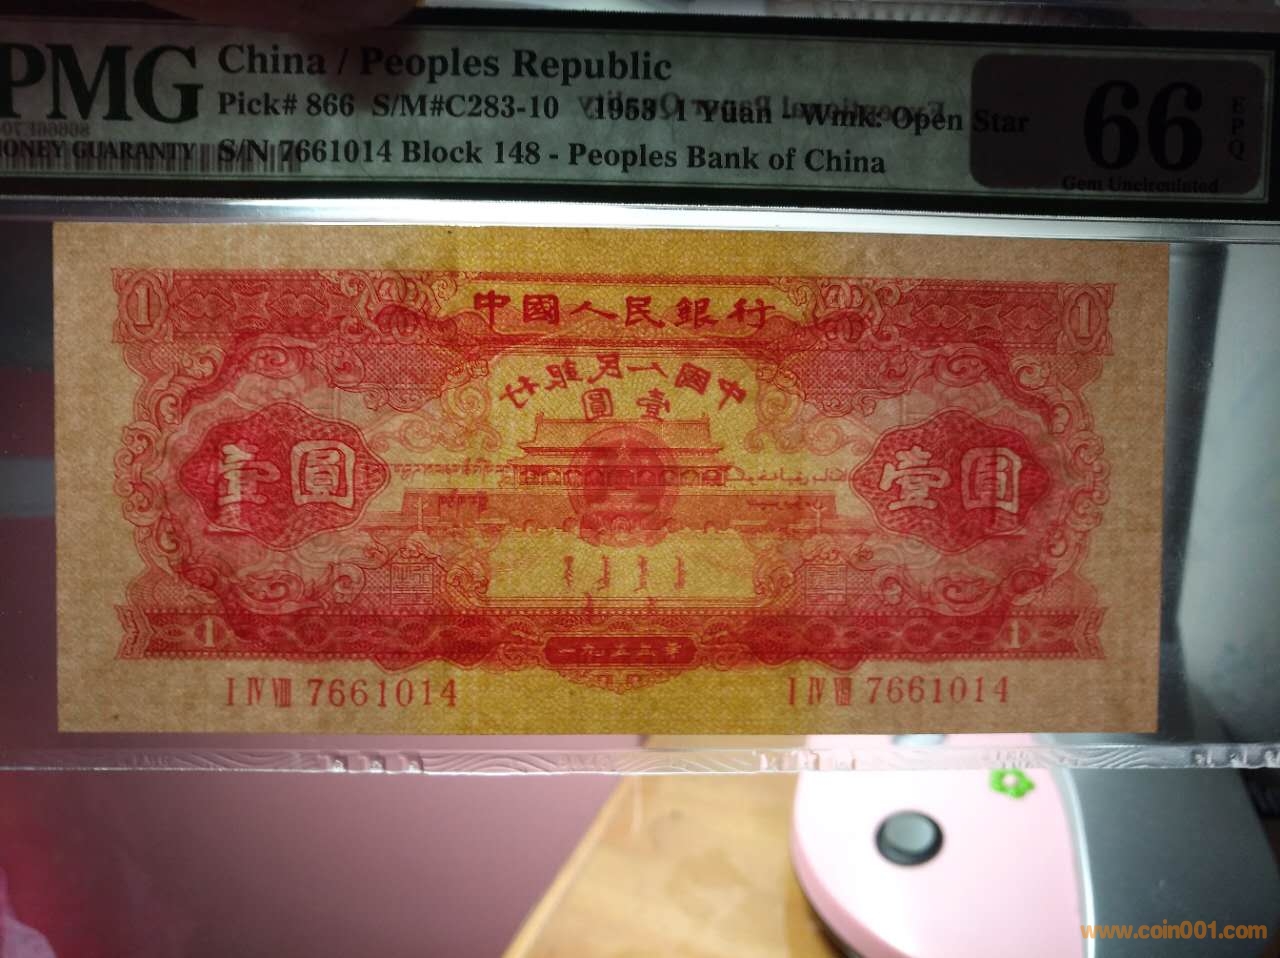 PMG
China / Peoples Republic
Pick# 866 S/M#C283-10 1953 1 Yuan - Wmk: Open Star
MONEY GUARANTY S/N 7661014 Block 148 - Peoples Bank of China
66
EPQ
Gem Uncirculated
Exceptional Paper Quality
1
1
中國人民銀行
中國人民銀行
壹圓
壹圓
壹圓
1
1
一九五三年
I IV VIII 7661014
I IV VIII 7661014
www.coin001.com